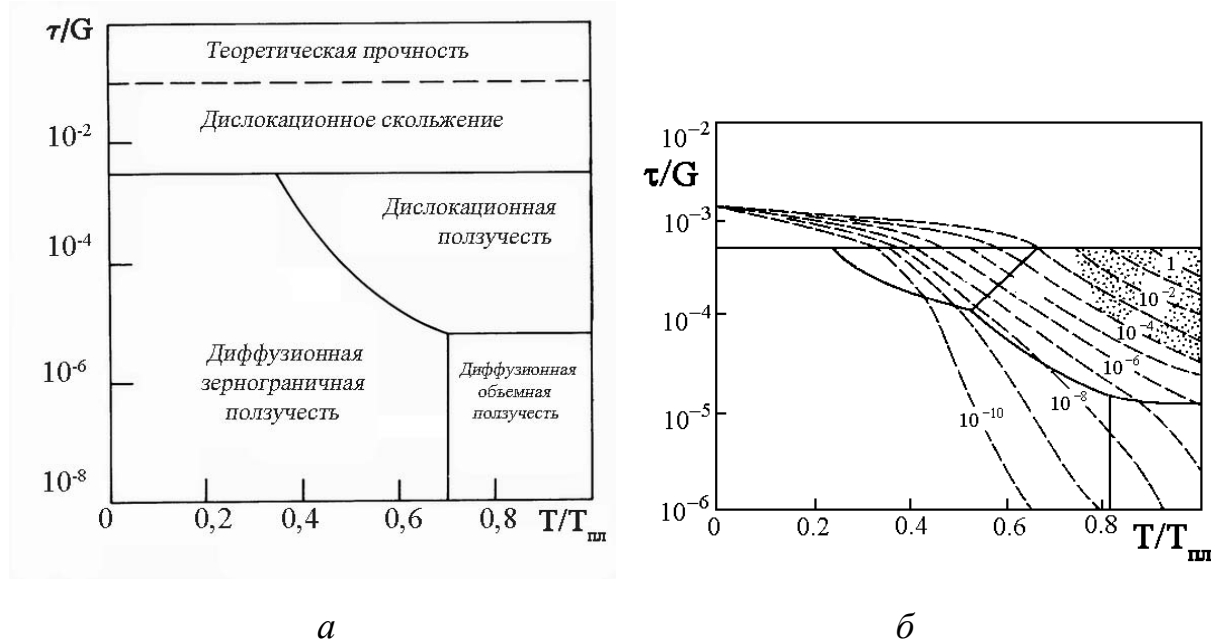 τ/G
Теоретическая прочность
Дислокационное скольжение
10⁻²
Дислокационная
ползучесть
10⁻⁴
Диффузионная
зернограничная
ползучесть
Диффузионная
объемная
ползучесть
10⁻⁶
10⁻⁸
0
0,2
0,4
0,6
0,8
T/Tпл
а
10⁻²
τ/G
10⁻³
10⁻⁴
10⁻⁵
10⁻⁶
1
10⁻²
10⁻⁴
10⁻⁶
10⁻⁸
10⁻¹⁰
0
0.2
0.4
0.6
0.8
T/Tпл
б